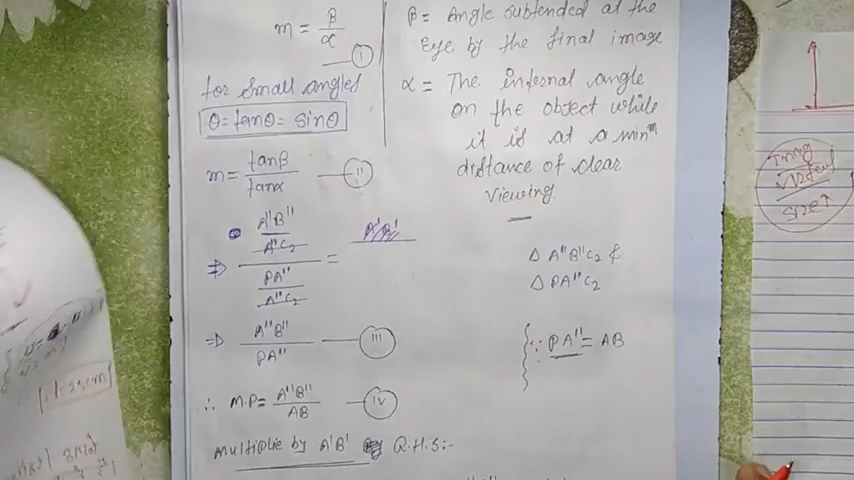 m = β/α — (I)
for small angles
θ = tanθ = sinθ
m = tanβ/tanα — (II)
⇒ (A''B''/A''C₂)/(PA''/A''C₂) =
A'B'
⇒ A''B''/PA'' — (III)
∴ M.P = A''B''/AB — (IV)
Multiplie by A'B' R.H.S:-
β = Angle subtended at the
Eye by the final image
α = The internal angle
on the object while
it is at a minᵐ
distance of clear
viewing.
Δ A''B''C₂ &
Δ PA''C₂
∵ PA'' = AB
Size↑